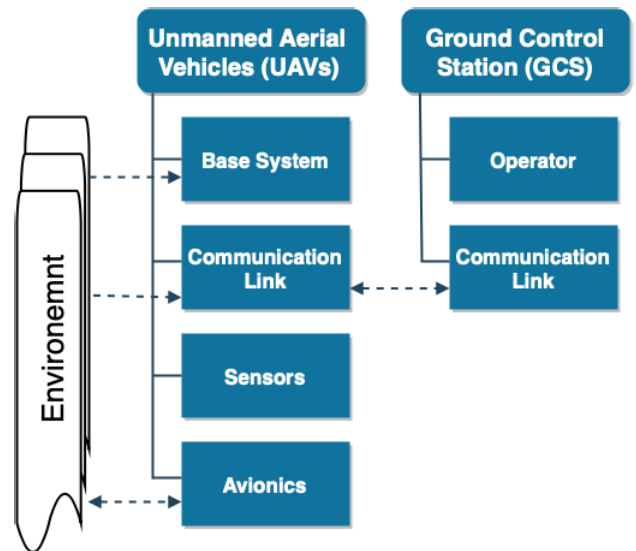 Unmanned Aerial
Vehicles (UAVs)
Ground Control
Station (GCS)
Base System
Operator
Communication
Link
Communication
Link
Sensors
Avionics
Environemnt